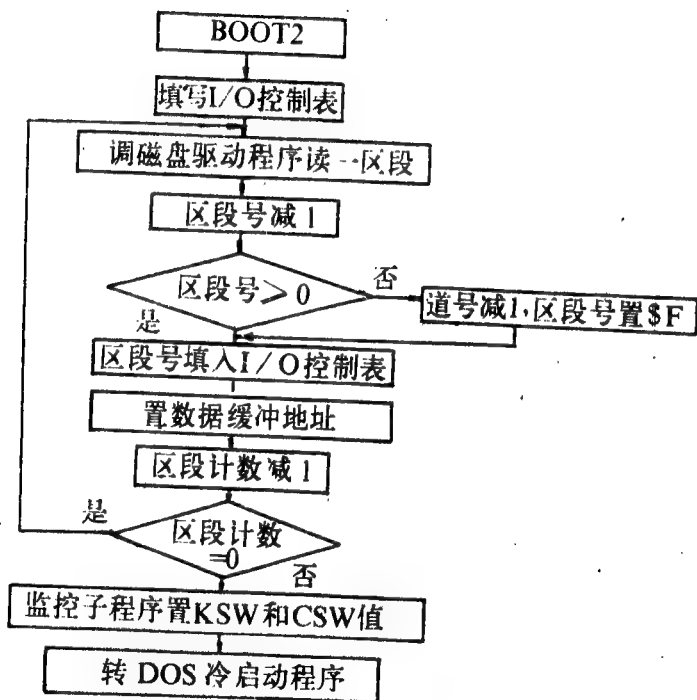 BOOT2
填写I/O控制表
调磁盘驱动程序读一区段
区段号减1
区段号⩾0
否
道号减1,区段号置$F
是
区段号填入I/O控制表
置数据缓冲地址
区段计数减1
是
区段计数
=0
否
监控子程序置KSW和CSW值
转DOS冷启动程序